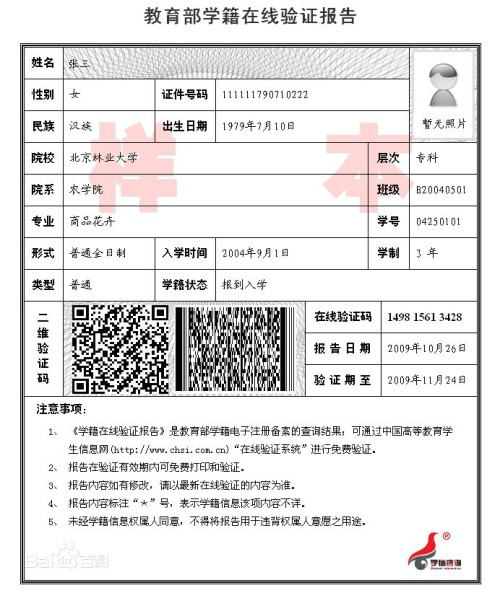 教育部学籍在线验证报告
姓名 张三
性别 女 证件号码 111111790710222
暂无照片
民族 汉族 出生日期 1979年7月10日
样本
院校 北京林业大学 层次 专科
院系 农学院 班级 B20040501
专业 商品花卉 学号 04250101
形式 普通全日制 入学时间 2004年9月1日 学制 3 年
类型 普通 学籍状态 报到入学
二维验证码
在线验证码 1498 1561 3428
报告日期 2009年10月26日
验证期至 2009年11月24日
注意事项：
1、 《学籍在线验证报告》是教育部学籍电子注册备案的查询结果；可通过中国高等教育学
生信息网(http://www.chsi.com.cn)“在线验证系统”进行免费验证。
2、 报告在验证有效期内可免费打印和验证。
3、 报告内容如有修改，请以最新在线验证的内容为准。
4、 报告内容标注“*”号，表示学籍信息该项内容不详。
5、 未经学籍信息权属人同意，不得将报告用于违背权属人意愿之用途。
®
学信咨询
Bai百科